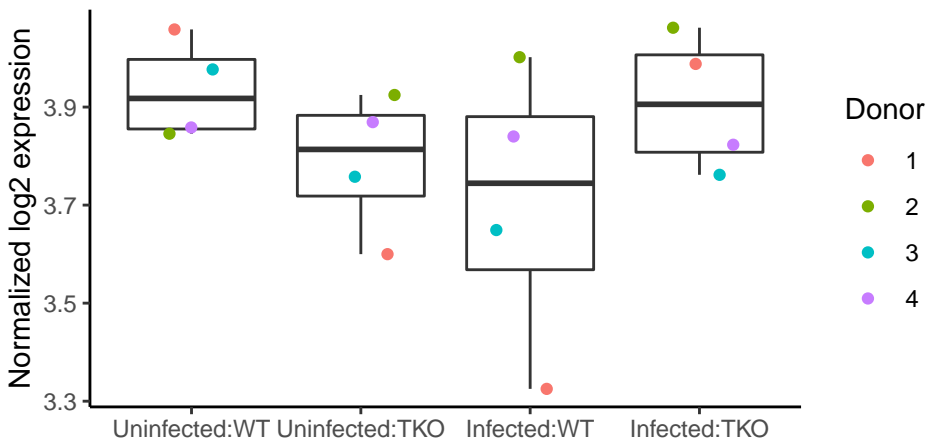 Normalized log2 expression
3.9
3.7
3.5
3.3
Uninfected:WT Uninfected:TKO Infected:WT Infected:TKO
Donor
1
2
3
4